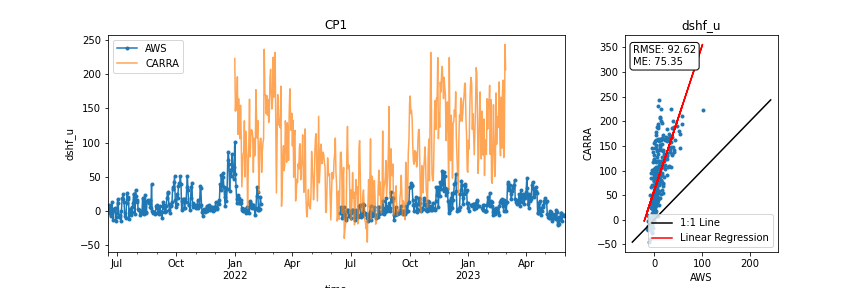 CP1
dshf_u
250
200
150
100
50
0
−50
AWS
CARRA
Jul
Oct
Jan
2022
Apr
Jul
Oct
Jan
2023
Apr
time
dshf_u
CARRA
350
300
250
200
150
100
50
0
−50
RMSE: 92.62
ME: 75.35
1:1 Line
Linear Regression
0
100
200
AWS